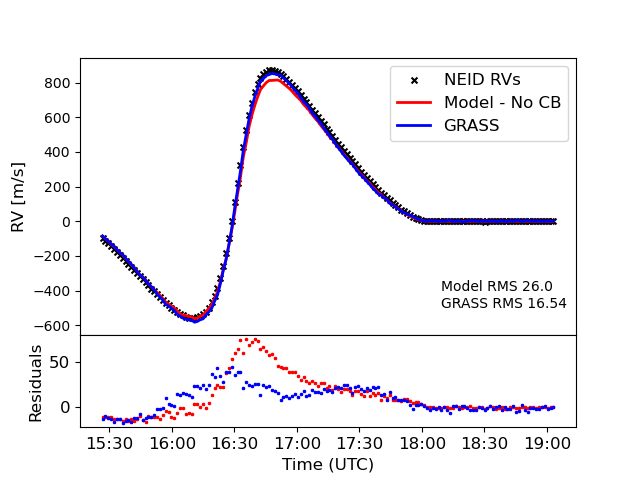 800
600
400
200
0
−200
−400
−600
RV [m/s]
NEID RVs
Model - No CB
GRASS
Model RMS 26.0
GRASS RMS 16.54
50
0
Residuals
15:30 16:00 16:30 17:00 17:30 18:00 18:30 19:00
Time (UTC)